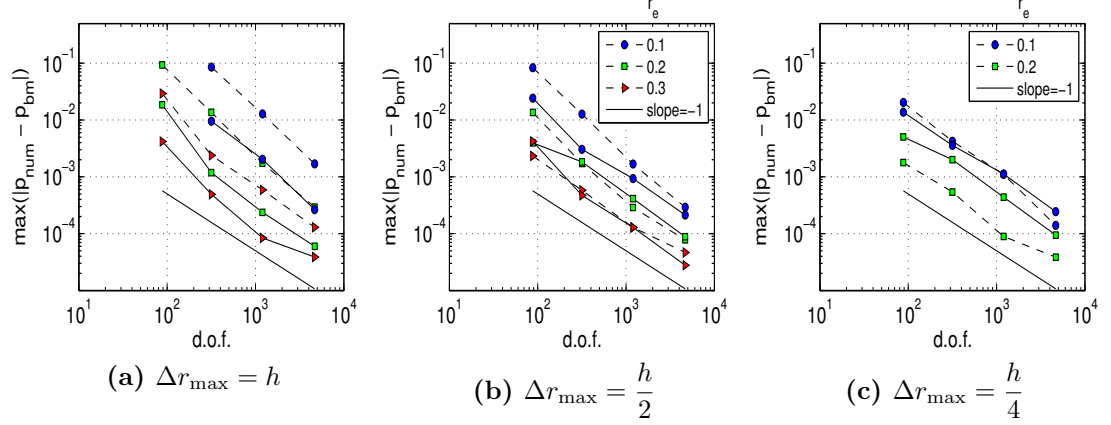 max(|p_num − p_bm|)
10^-1
10^-2
10^-3
10^-4
10^1 10^2 10^3 10^4
d.o.f.
(a) Δr_max = h
r_e
0.1
0.2
0.3
slope=-1
max(|p_num − p_bm|)
10^-1
10^-2
10^-3
10^-4
10^1 10^2 10^3 10^4
d.o.f.
(b) Δr_max = h/2
r_e
0.1
0.2
slope=-1
max(|p_num − p_bm|)
10^-1
10^-2
10^-3
10^-4
10^1 10^2 10^3 10^4
d.o.f.
(c) Δr_max = h/4